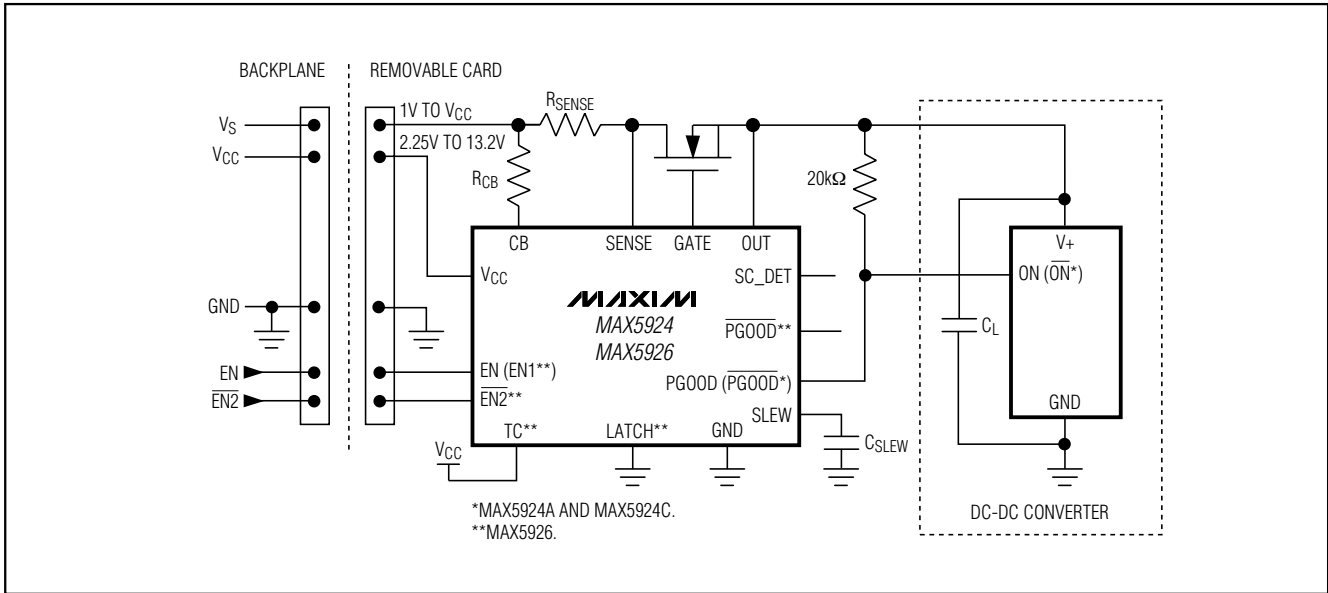 BACKPLANE
REMOVABLE CARD
VS
VCC
GND
EN
EN2
1V TO VCC
2.25V TO 13.2V
RSENSE
RCB
20kΩ
CB
SENSE
GATE
OUT
VCC
SC_DET
MAXIM
MAX5924
MAX5926
PGOOD**
PGOOD (PGOOD*)
EN (EN1**)
EN2**
SLEW
TC**
LATCH**
GND
VCC
CSLEW
V+
ON (ON*)
CL
GND
DC-DC CONVERTER
*MAX5924A AND MAX5924C.
**MAX5926.